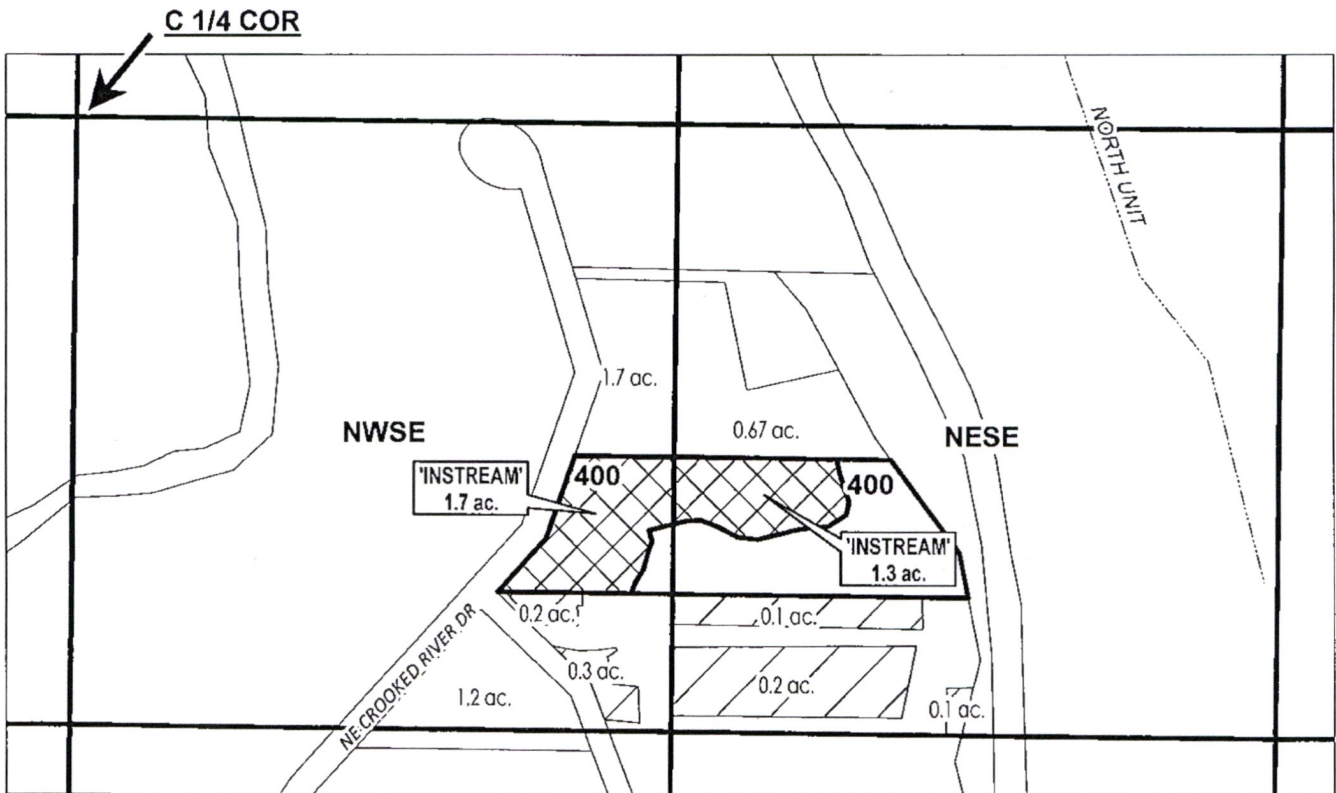 C 1/4 COR
NORTH UNIT
1.7 ac.
0.67 ac.
NWSE
NESE
'INSTREAM'
1.7 ac.
400
400
'INSTREAM'
1.3 ac.
0.2 ac.
0.1 ac.
0.3 ac.
0.2 ac.
1.2 ac.
0.1 ac.
NE CROOKED RIVER DR